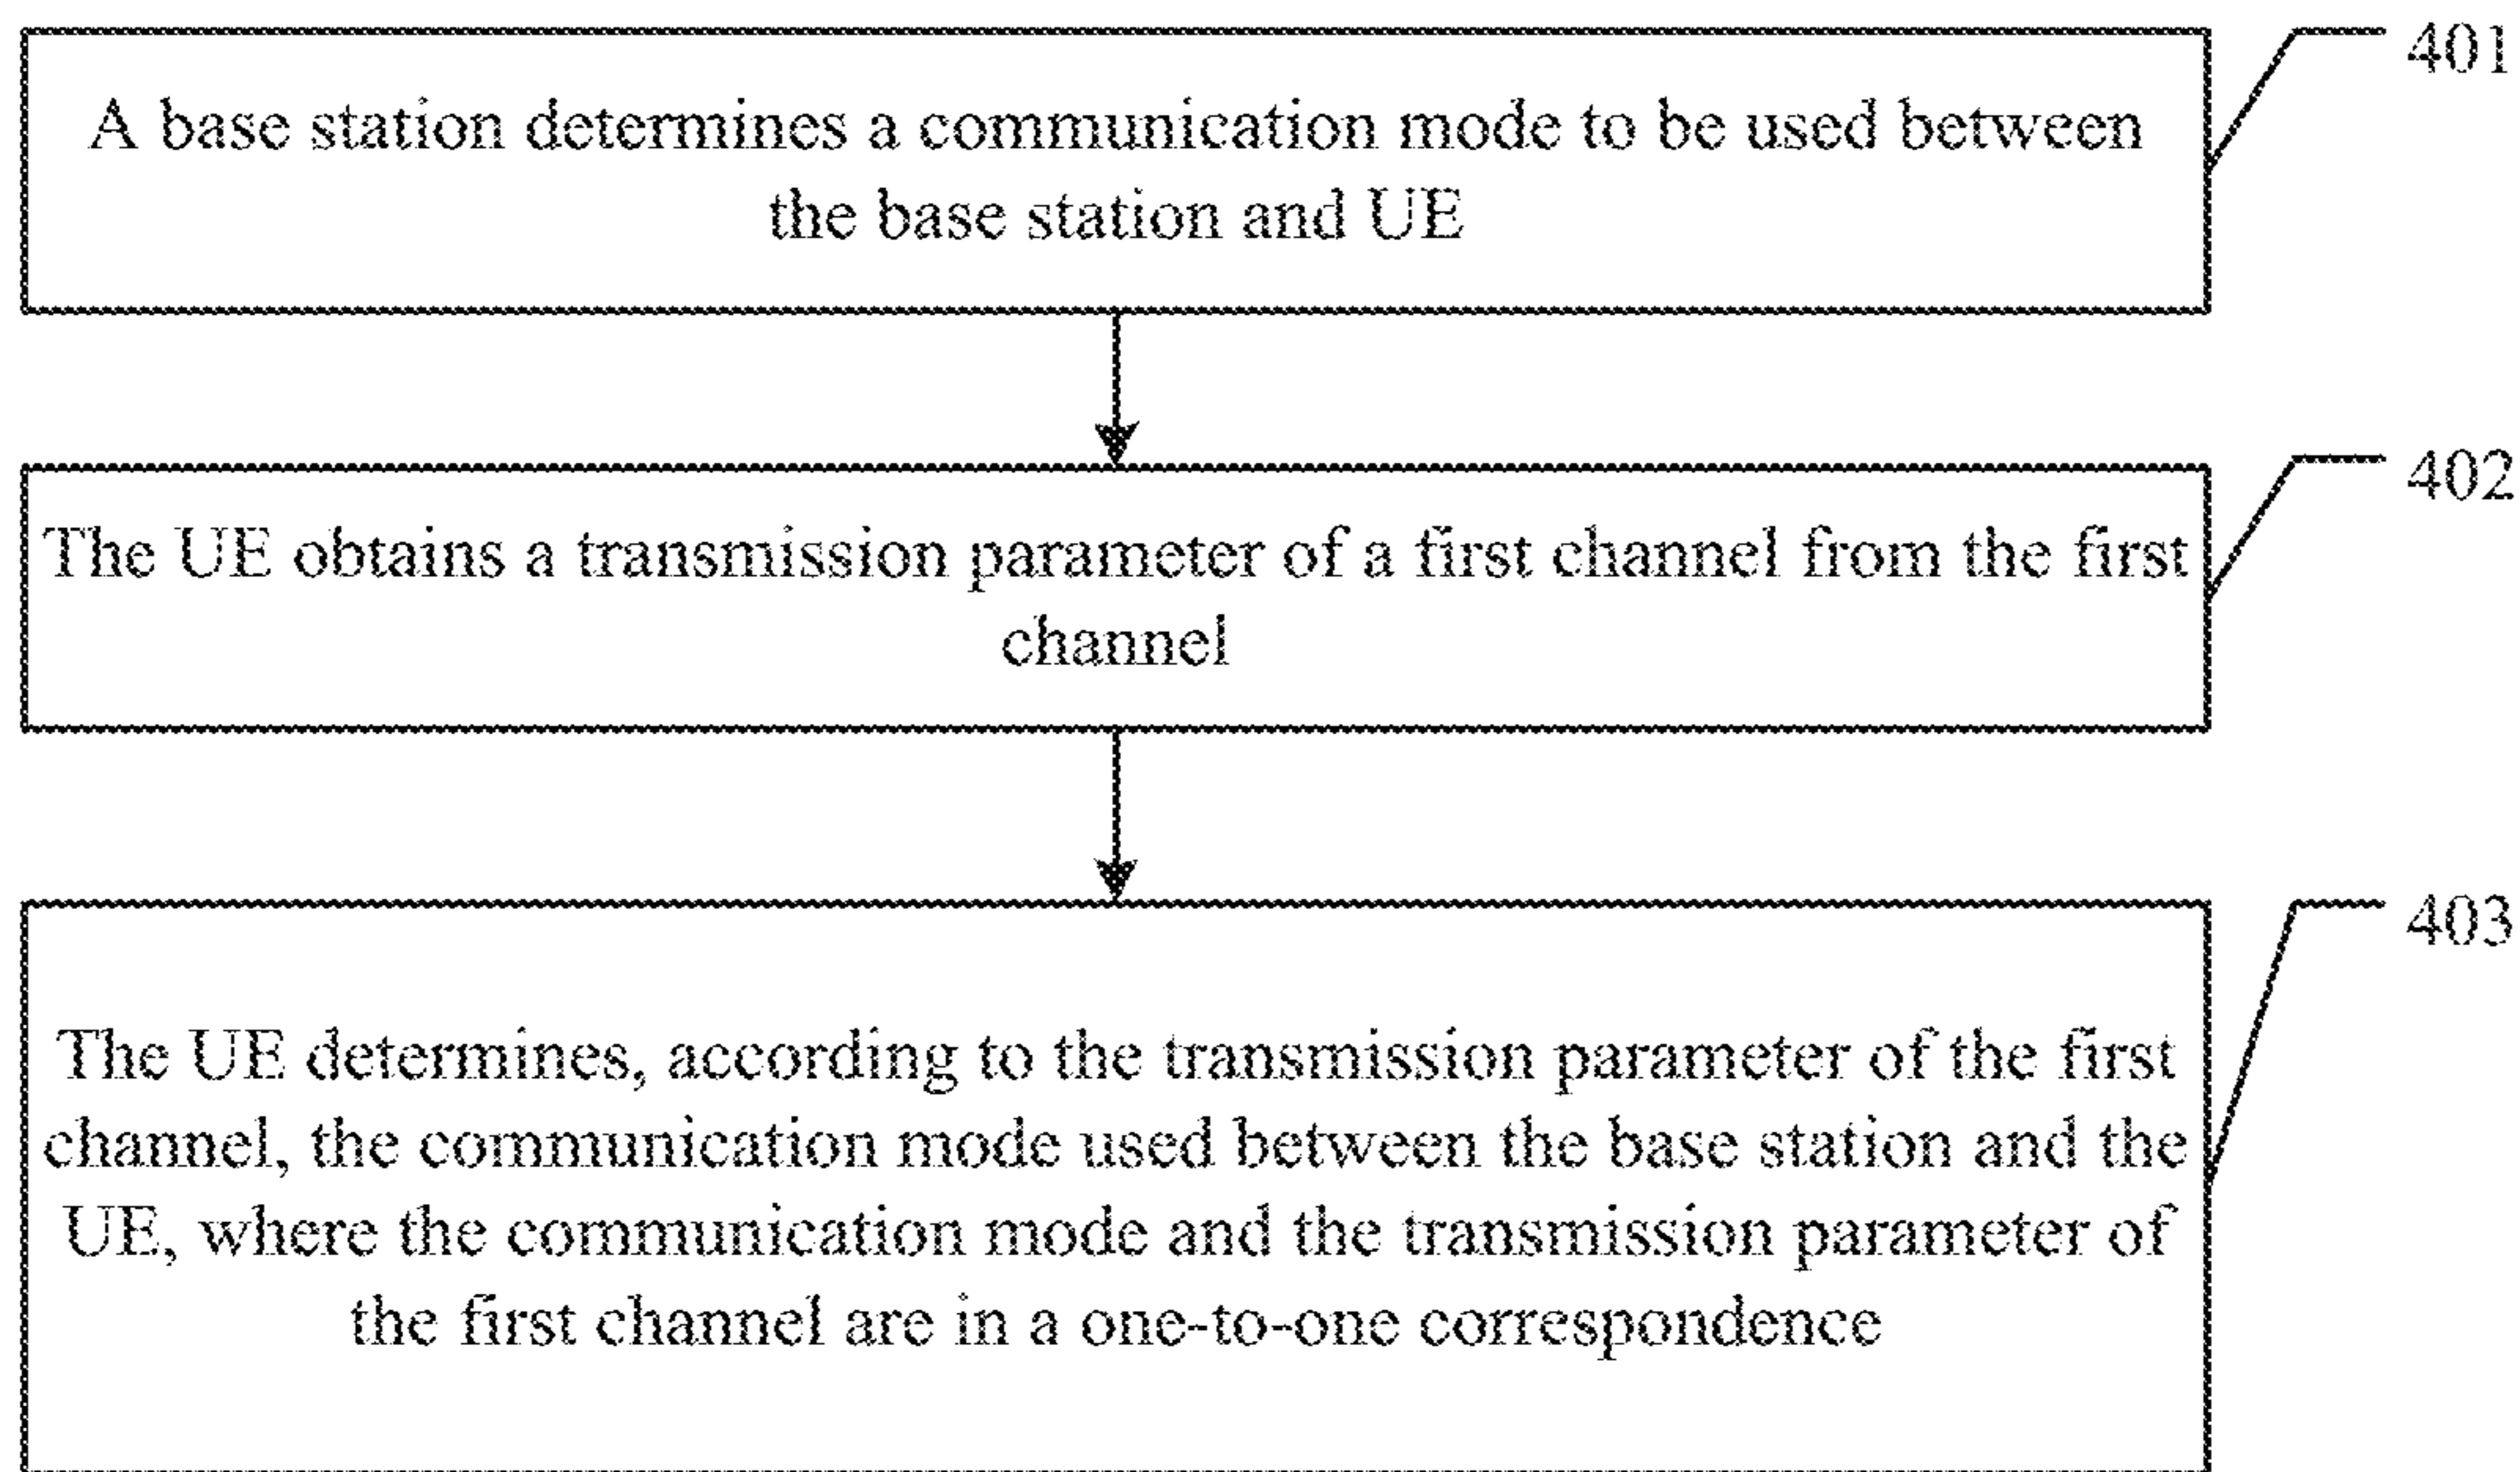 A base station determines a communication mode to be used between
the base station and UE
401
The UE obtains a transmission parameter of a first channel from the first
channel
402
The UE determines, according to the transmission parameter of the first
channel, the communication mode used between the base station and the
UE, where the communication mode and the transmission parameter of
the first channel are in a one-to-one correspondence
403